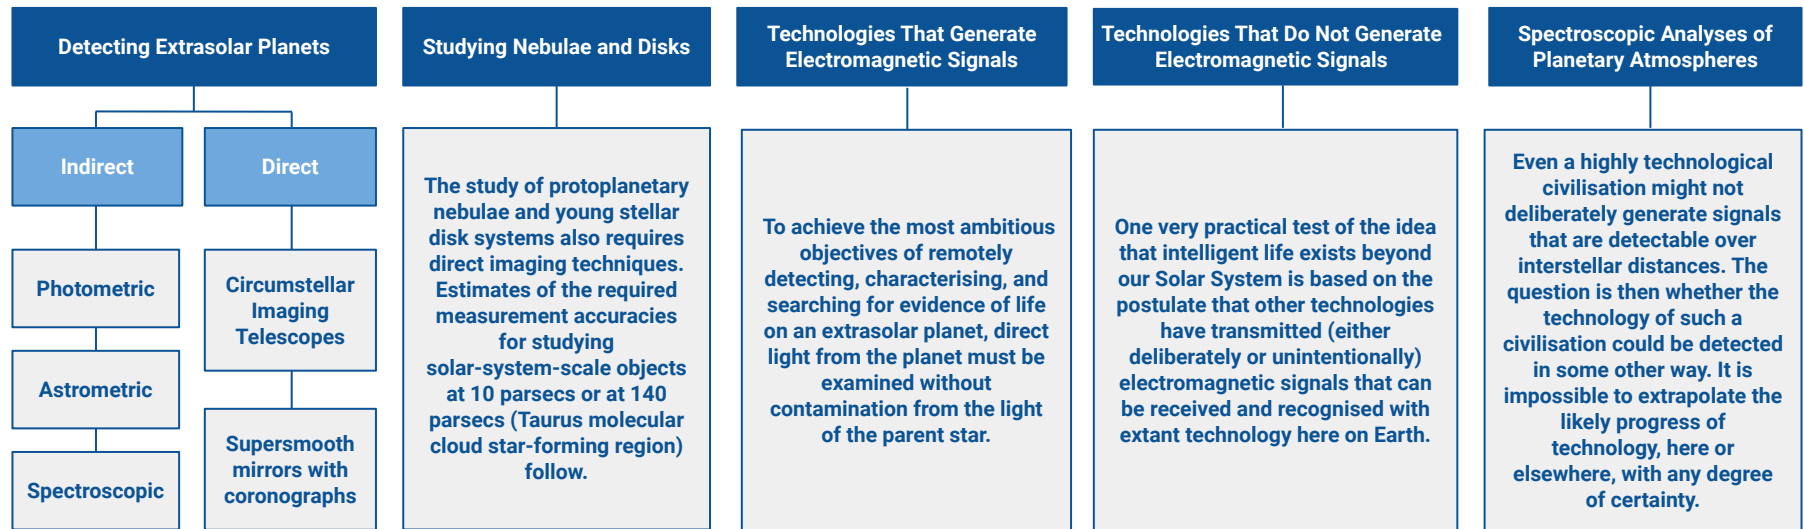 Detecting Extrasolar Planets
Indirect
Direct
Photometric
Astrometric
Spectroscopic
Circumstellar
Imaging
Telescopes
Supersmooth
mirrors with
coronographs
Studying Nebulae and Disks
The study of protoplanetary
nebulae and young stellar
disk systems also requires
direct imaging techniques.
Estimates of the required
measurement accuracies
for studying
solar-system-scale objects
at 10 parsecs or at 140
parsecs (Taurus molecular
cloud star-forming region)
follow.
Technologies That Generate
Electromagnetic Signals
To achieve the most ambitious
objectives of remotely
detecting, characterising, and
searching for evidence of life
on an extrasolar planet, direct
light from the planet must be
examined without
contamination from the light
of the parent star.
Technologies That Do Not Generate
Electromagnetic Signals
One very practical test of the idea
that intelligent life exists beyond
our Solar System is based on the
postulate that other technologies
have transmitted (either
deliberately or unintentionally)
electromagnetic signals that can
be received and recognised with
extant technology here on Earth.
Spectroscopic Analyses of
Planetary Atmospheres
Even a highly technological
civilisation might not
deliberately generate signals
that are detectable over
interstellar distances. The
question is then whether the
technology of such a
civilisation could be detected
in some other way. It is
impossible to extrapolate the
likely progress of
technology, here or
elsewhere, with any degree
of certainty.